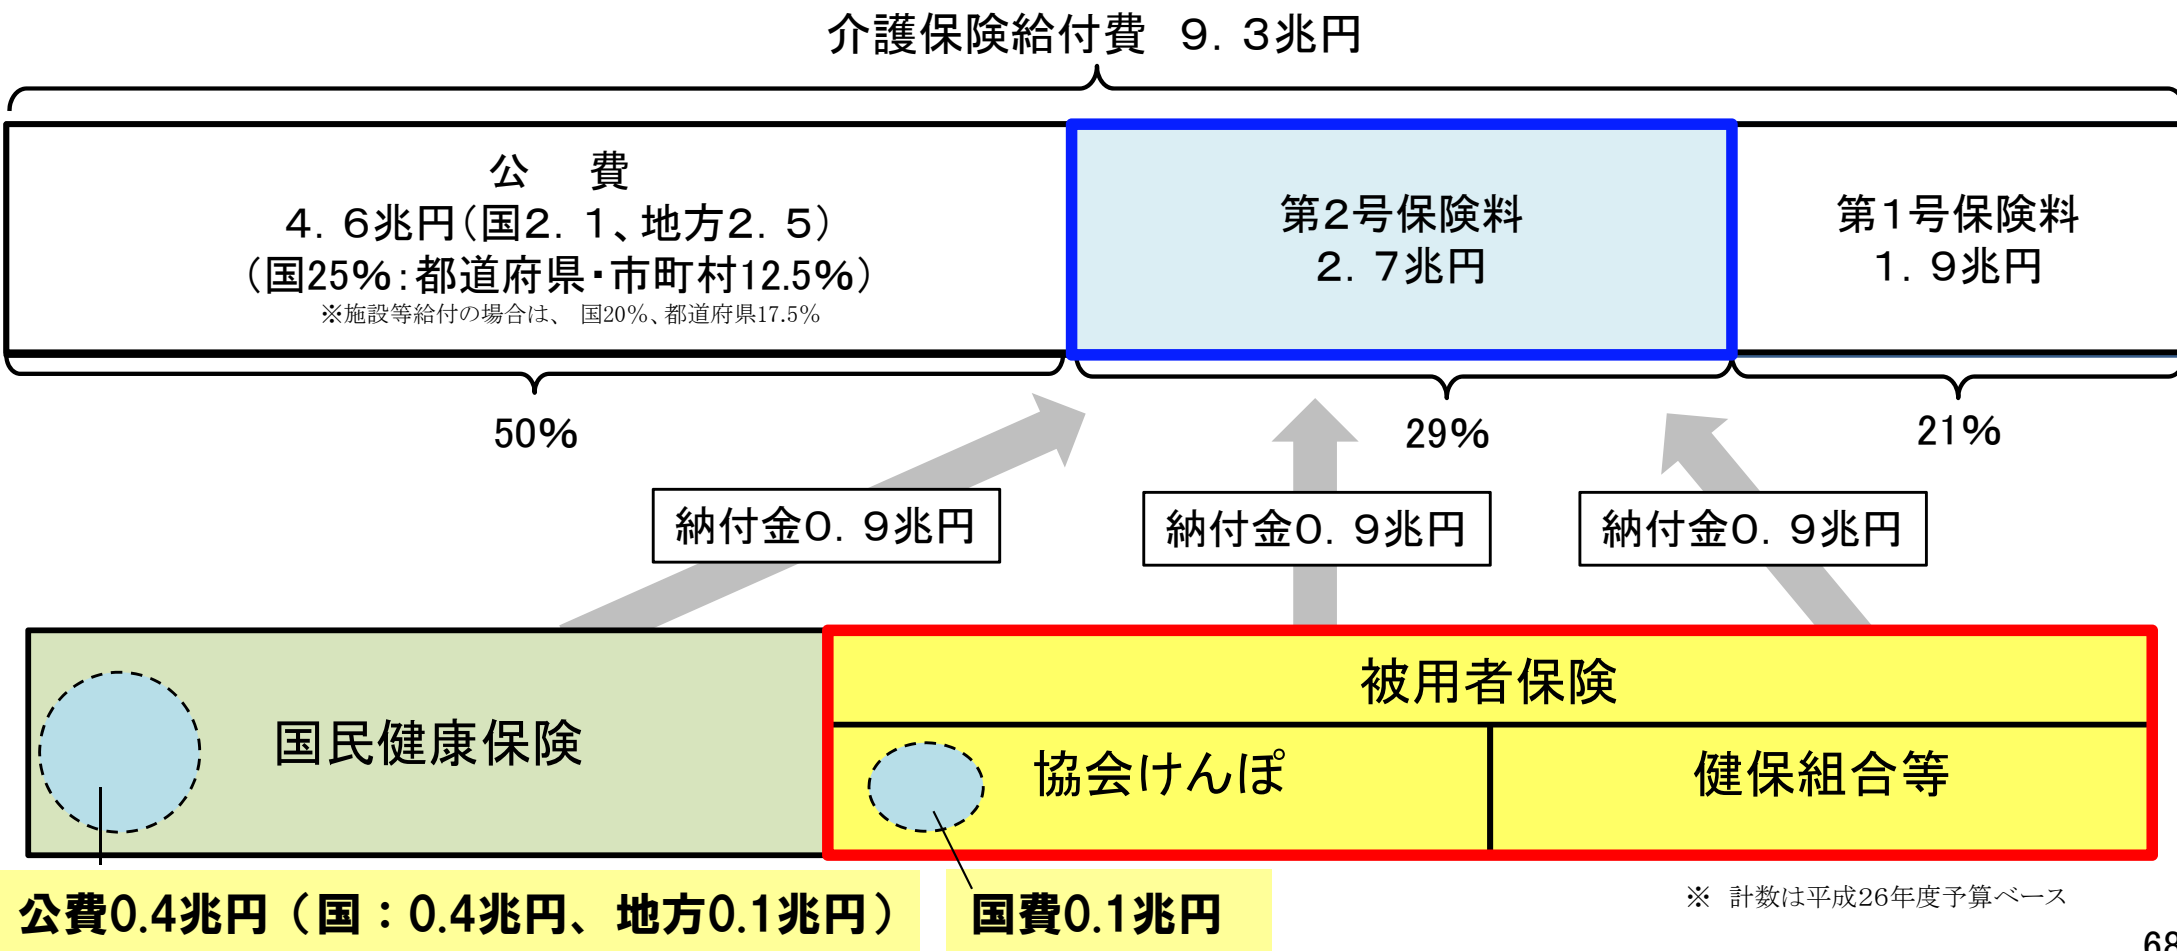 介護保険給付費　９．３兆円
公　費
４．６兆円（国２．１、地方２．５）
（国25％：都道府県・市町村12.5％）
※施設等給付の場合は、 国20％、都道府県17.5％
第２号保険料
２．７兆円
第１号保険料
１．９兆円
50％
29％
21％
納付金０．９兆円
納付金０．９兆円
納付金０．９兆円
国民健康保険
被用者保険
協会けんぽ
健保組合等
公費0.4兆円（国：0.4兆円、地方0.1兆円）
国費0.1兆円
※ 計数は平成26年度予算ベース
68